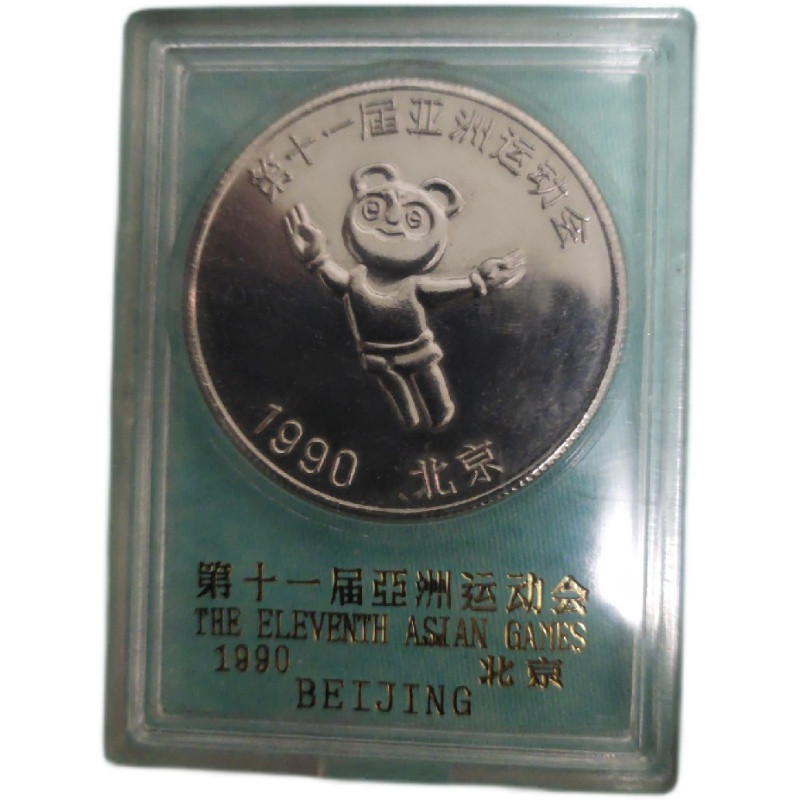 第十一届亚洲运动会
1990 北京
第十一届亞洲运动会
THE ELEVENTH ASIAN GAMES
1990 北京
BEIJING